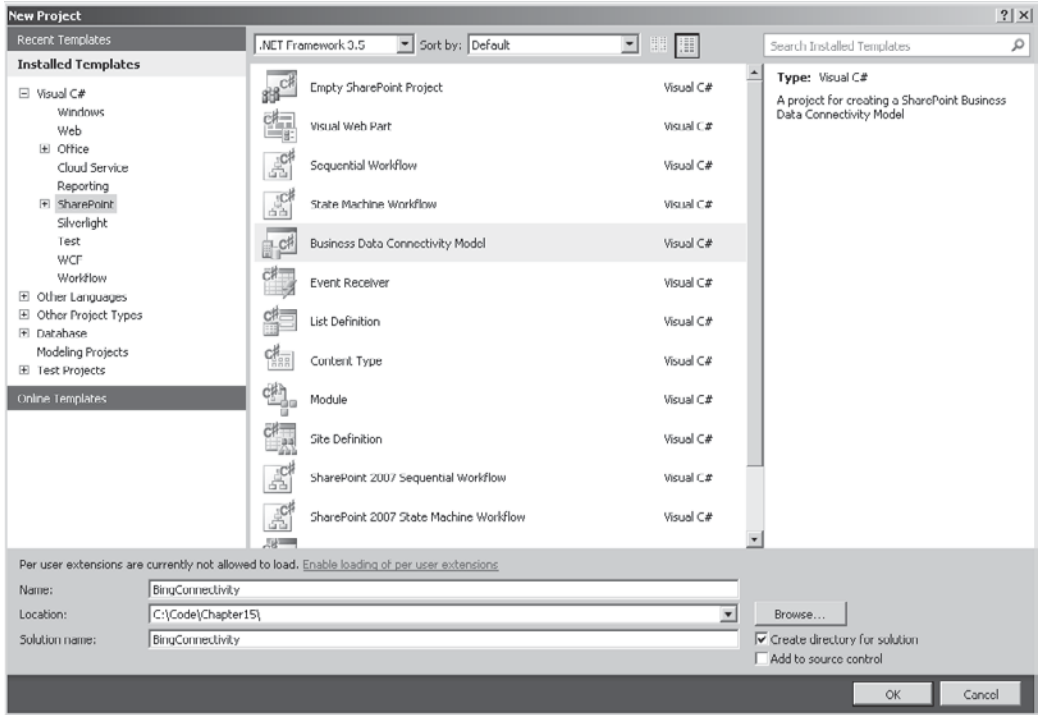 New Project
Recent Templates
Installed Templates
Visual C#
Windows
Web
Office
Cloud Service
Reporting
SharePoint
Silverlight
Test
WCF
Workflow
Other Languages
Other Project Types
Database
Modeling Projects
Test Projects
Online Templates
.NET Framework 3.5
Sort by: Default
Empty SharePoint Project Visual C#
Visual Web Part Visual C#
Sequential Workflow Visual C#
State Machine Workflow Visual C#
Business Data Connectivity Model Visual C#
Event Receiver Visual C#
List Definition Visual C#
Content Type Visual C#
Module Visual C#
Site Definition Visual C#
SharePoint 2007 Sequential Workflow Visual C#
SharePoint 2007 State Machine Workflow Visual C#
Search Installed Templates
Type: Visual C#
A project for creating a SharePoint Business
Data Connectivity Model
Per user extensions are currently not allowed to load. Enable loading of per user extensions
Name: BingConnectivity
Location: C:\Code\Chapter15\
Browse...
Solution name: BingConnectivity
Create directory for solution
Add to source control
OK Cancel